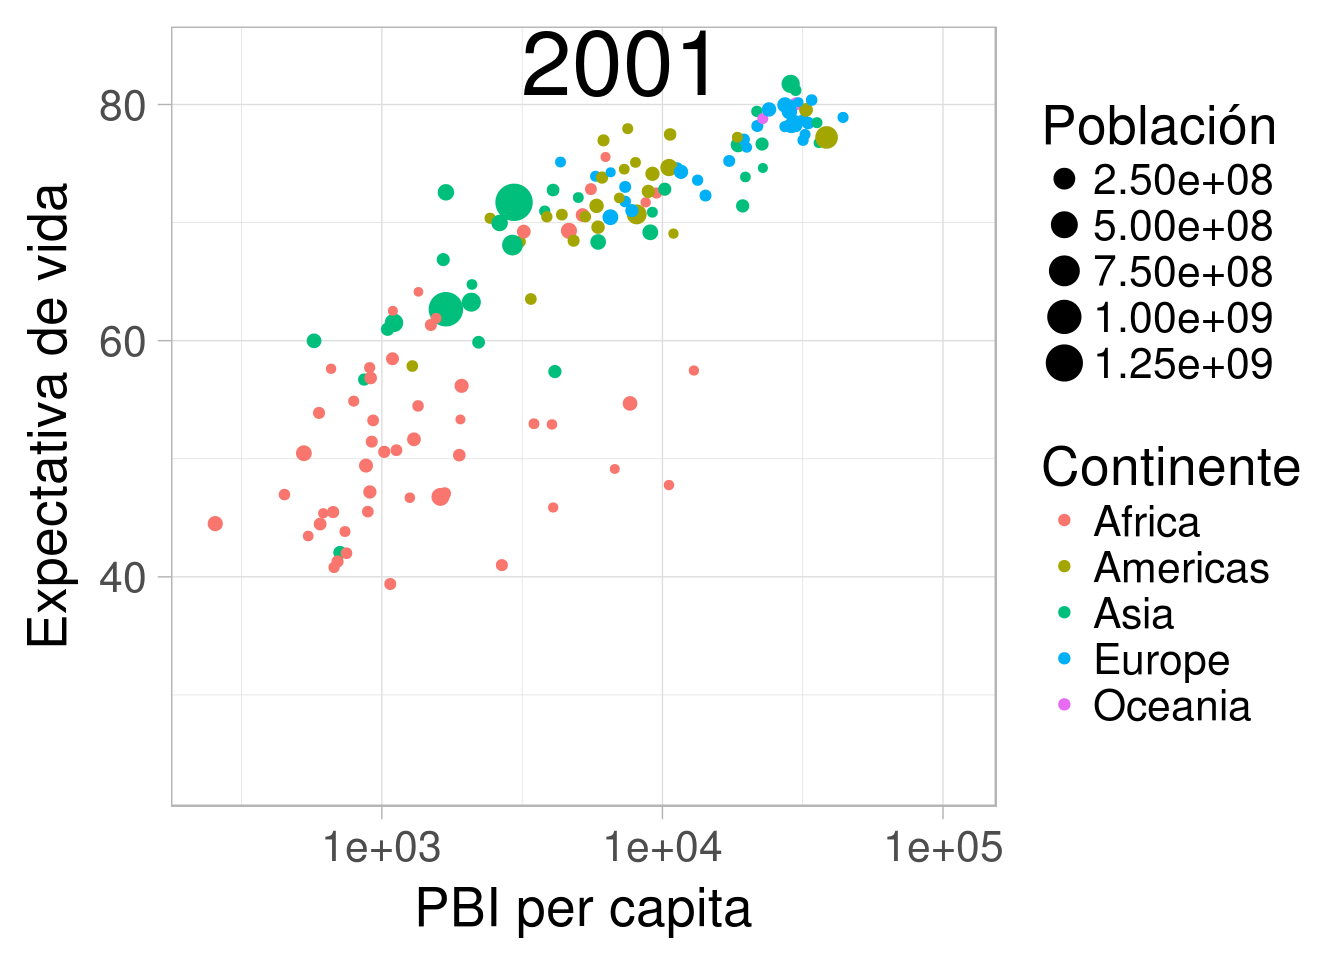 2001
80
60
40
Expectativa de vida
1e+03
1e+04
1e+05
PBI per capita
Población
2.50e+08
5.00e+08
7.50e+08
1.00e+09
1.25e+09
Continente
Africa
Americas
Asia
Europe
Oceania